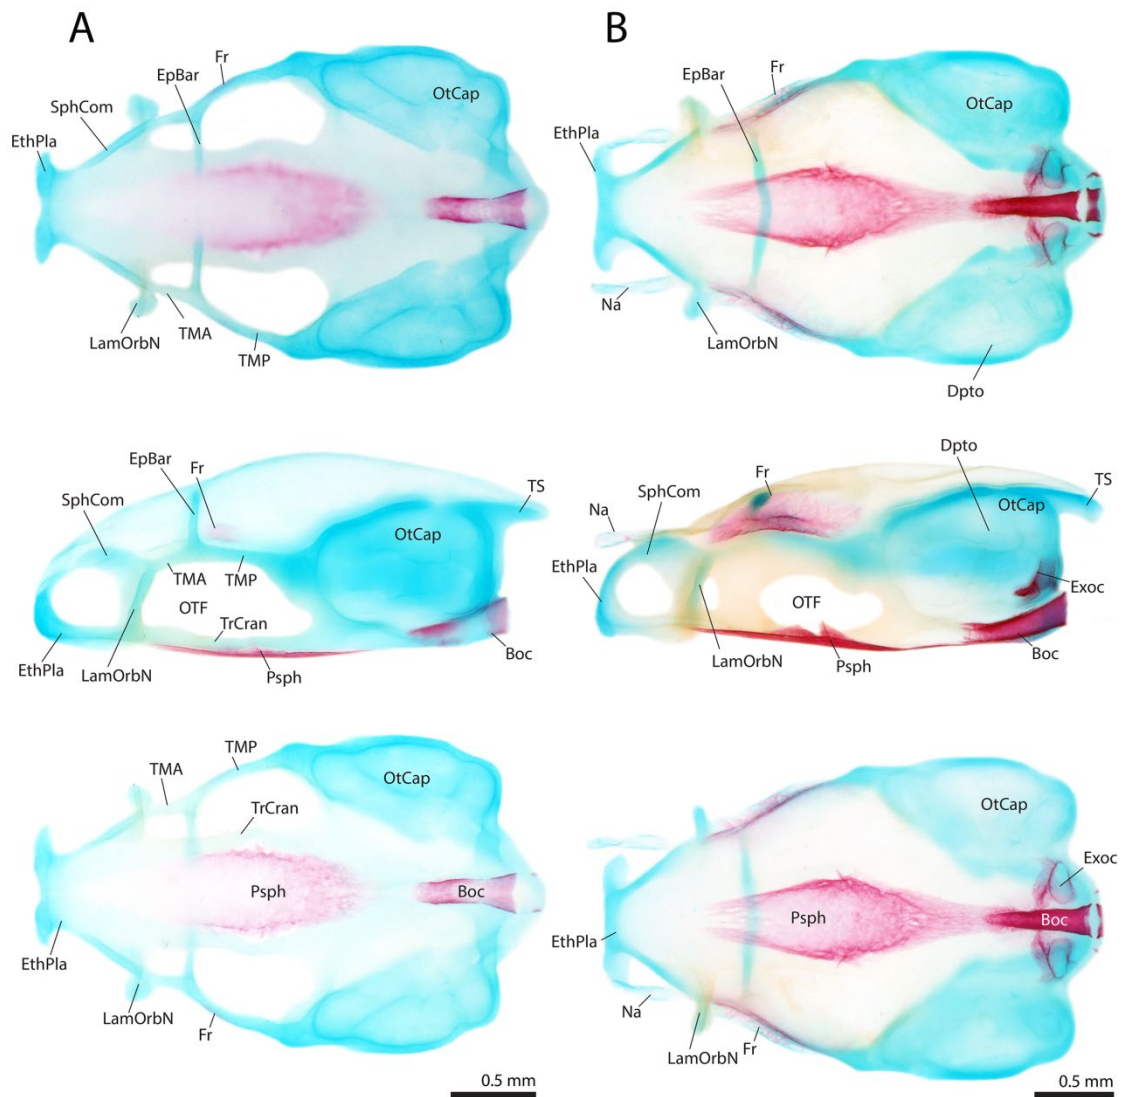 A
B
Fr
EpBar
SphCom
EthPla
OtCap
LamOrbN
TMA
TMP
Fr
EpBar
OtCap
EthPla
Na
LamOrbN
Dpto
EpBar
Fr
SphCom
TS
OtCap
TMA
TMP
OTF
TrCran
EthPla
LamOrbN
Psph
Boc
Dpto
Fr
SphCom
Na
TS
OtCap
EthPla
Exoc
OTF
LamOrbN
Psph
Boc
TMP
TMA
OtCap
TrCran
Psph
Boc
EthPla
LamOrbN
Fr
0.5 mm
OtCap
Exoc
Psph
Boc
EthPla
Na
LamOrbN
Fr
0.5 mm